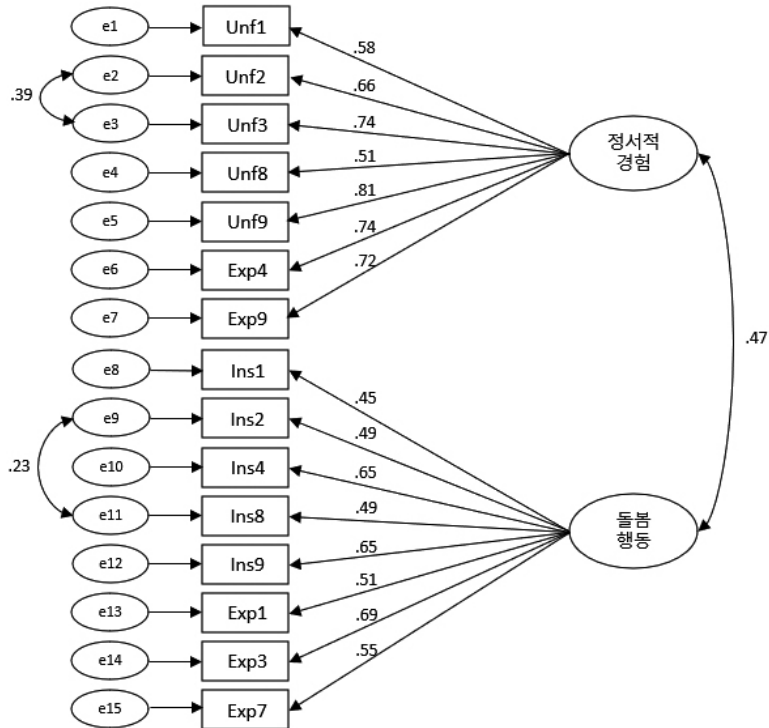 e1 Unf1
.58
e2 Unf2
.66
.39
e3 Unf3
.74
정서적
경험
e4 Unf8
.51
e5 Unf9
.81
e6 Exp4
.74
e7 Exp9
.72
.47
e8 Ins1
.45
e9 Ins2
.49
.23
e10 Ins4
.65
e11 Ins8
.49
돌봄
행동
e12 Ins9
.65
e13 Exp1
.51
e14 Exp3
.69
e15 Exp7
.55